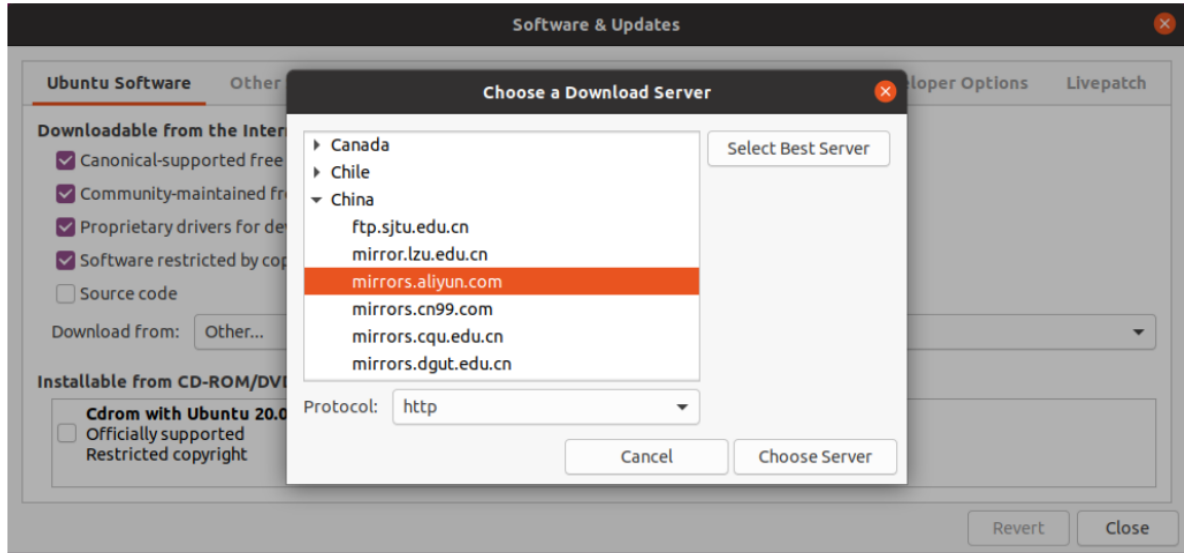 Software & Updates
Ubuntu Software
Other
loper Options
Livepatch
Downloadable from the Inter
Canonical-supported free
Community-maintained fr
Proprietary drivers for de
Software restricted by cop
Source code
Download from: Other...
Installable from CD-ROM/DVD
Cdrom with Ubuntu 20.0
Officially supported
Restricted copyright
Revert
Close
Choose a Download Server
Canada
Chile
China
ftp.sjtu.edu.cn
mirror.lzu.edu.cn
mirrors.aliyun.com
mirrors.cn99.com
mirrors.cqu.edu.cn
mirrors.dgut.edu.cn
Select Best Server
Protocol: http
Cancel
Choose Server